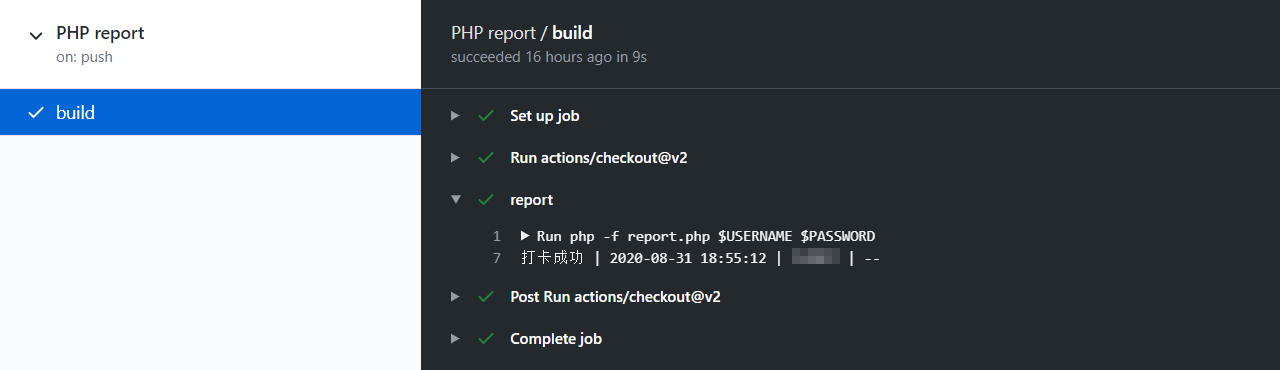 PHP report
on: push
build
PHP report / build
succeeded 16 hours ago in 9s
Set up job
Run actions/checkout@v2
report
1 Run php -f report.php $USERNAME $PASSWORD
7 打卡成功 | 2020-08-31 18:55:12 | | --
Post Run actions/checkout@v2
Complete job